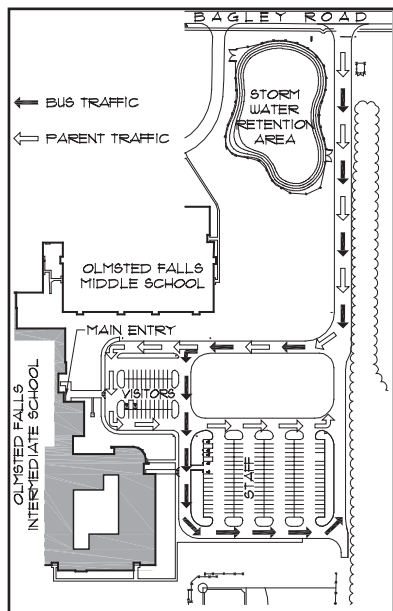 BAGLEY ROAD
BUS TRAFFIC
PARENT TRAFFIC
STORM
WATER
RETENTION
AREA
OLMSTED FALLS
MIDDLE SCHOOL
MAIN ENTRY
VISITORS
OLMSTED FALLS
INTERMEDIATE SCHOOL
STAFF